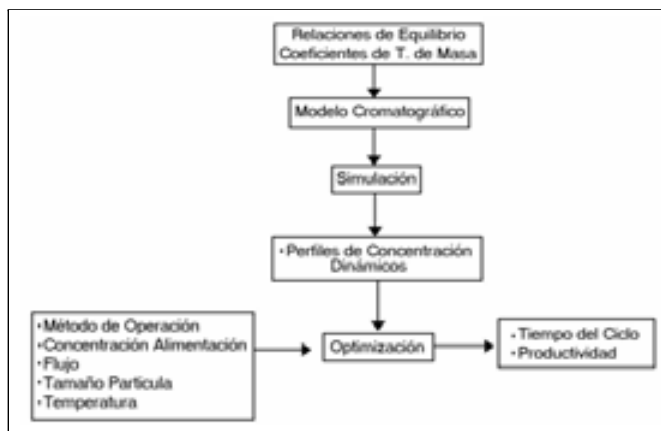 Relaciones de Equilibrio
Coeficientes de T. de Masa
Modelo Cromatográfico
Simulación
•Perfiles de Concentración
Dinámicos
•Método de Operación
•Concentración Alimentación
•Flujo
•Tamaño Particula
•Temperatura
Optimización
•Tiempo del Ciclo
•Productividad